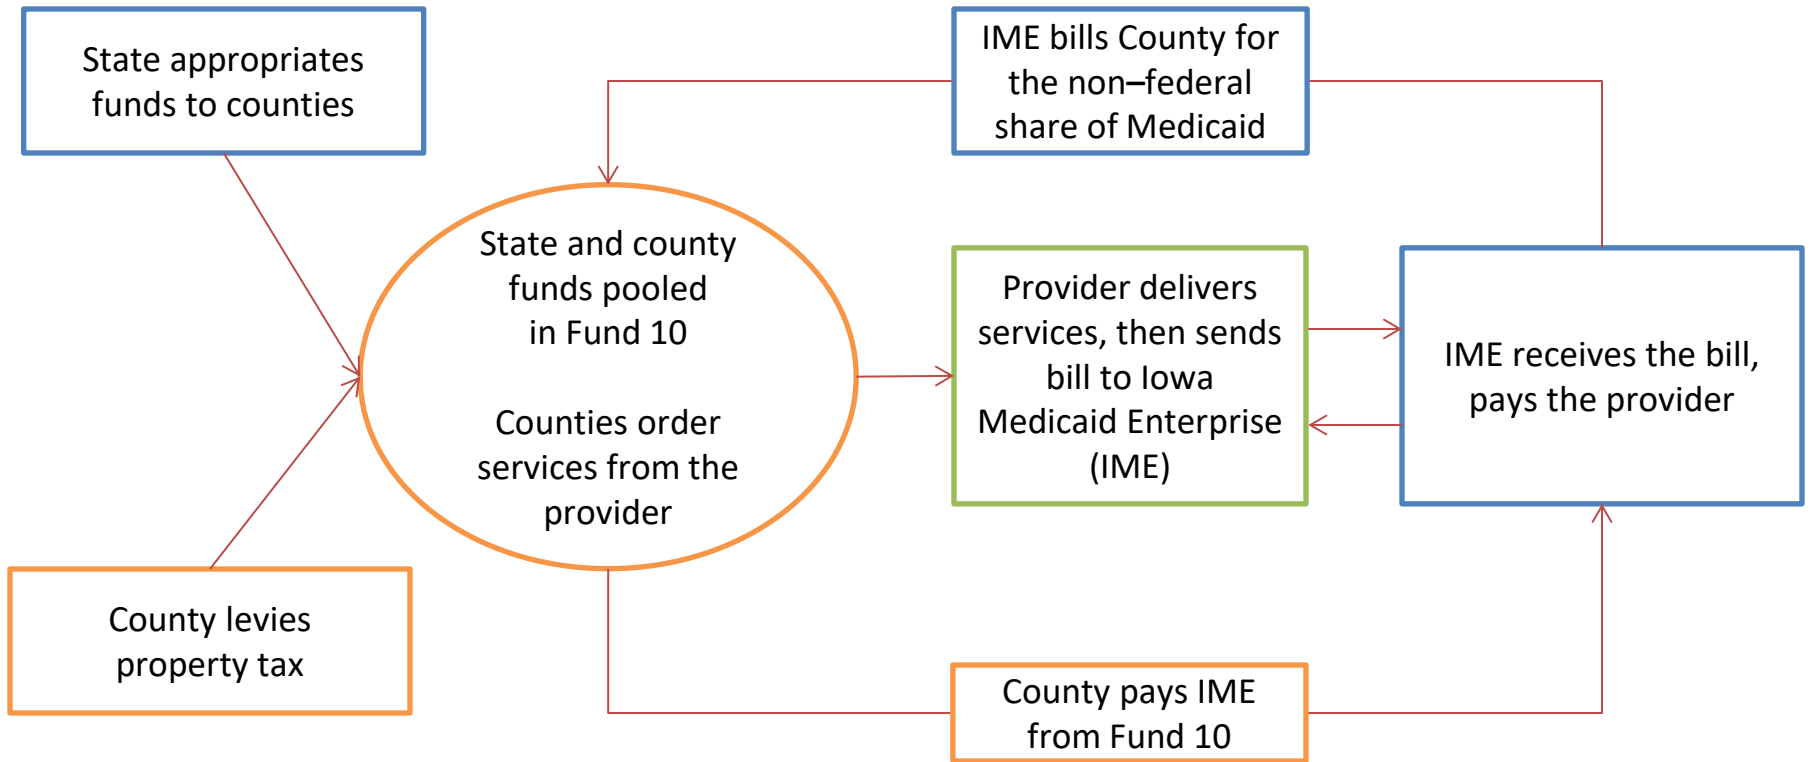 State appropriates
funds to counties
IME bills County for
the non–federal
share of Medicaid
State and county
funds pooled
in Fund 10
Counties order
services from the
provider
Provider delivers
services, then sends
bill to Iowa
Medicaid Enterprise
(IME)
IME receives the bill,
pays the provider
County levies
property tax
County pays IME
from Fund 10